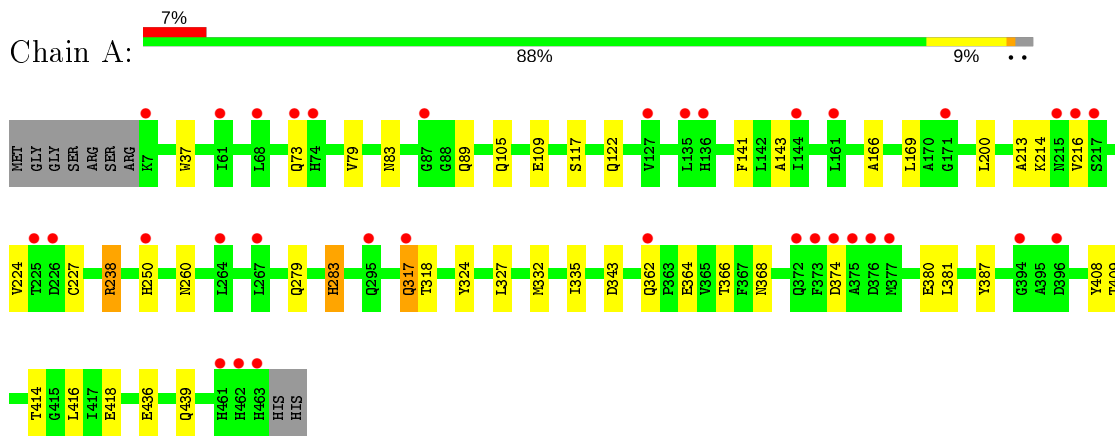 7%
Chain A:
88% 9% • •
MET GLY GLY SER ARG SER ARG K7 W37 I61 L68 Q73 H74 V79 N83 G87 G88 Q89 Q105 E109 S117 Q122 V127 L135 H136 F141 L142 A143 I144 L161 A166 L169 A170 G171 L200 A213 K214 N215 V216 S217
V224 T225 D226 C227 R238 H250 N260 L264 L267 Q279 H283 Q295 Q317 T318 Y324 L327 M332 I335 D343 Q362 P363 E364 V365 T366 F367 N368 Q372 F373 D374 A375 D376 M377 E380 L381 Y387 G394 A395 D396 Y408 T409
T414 G415 L416 I417 E418 E436 Q439 H461 H462 H463 HIS HIS